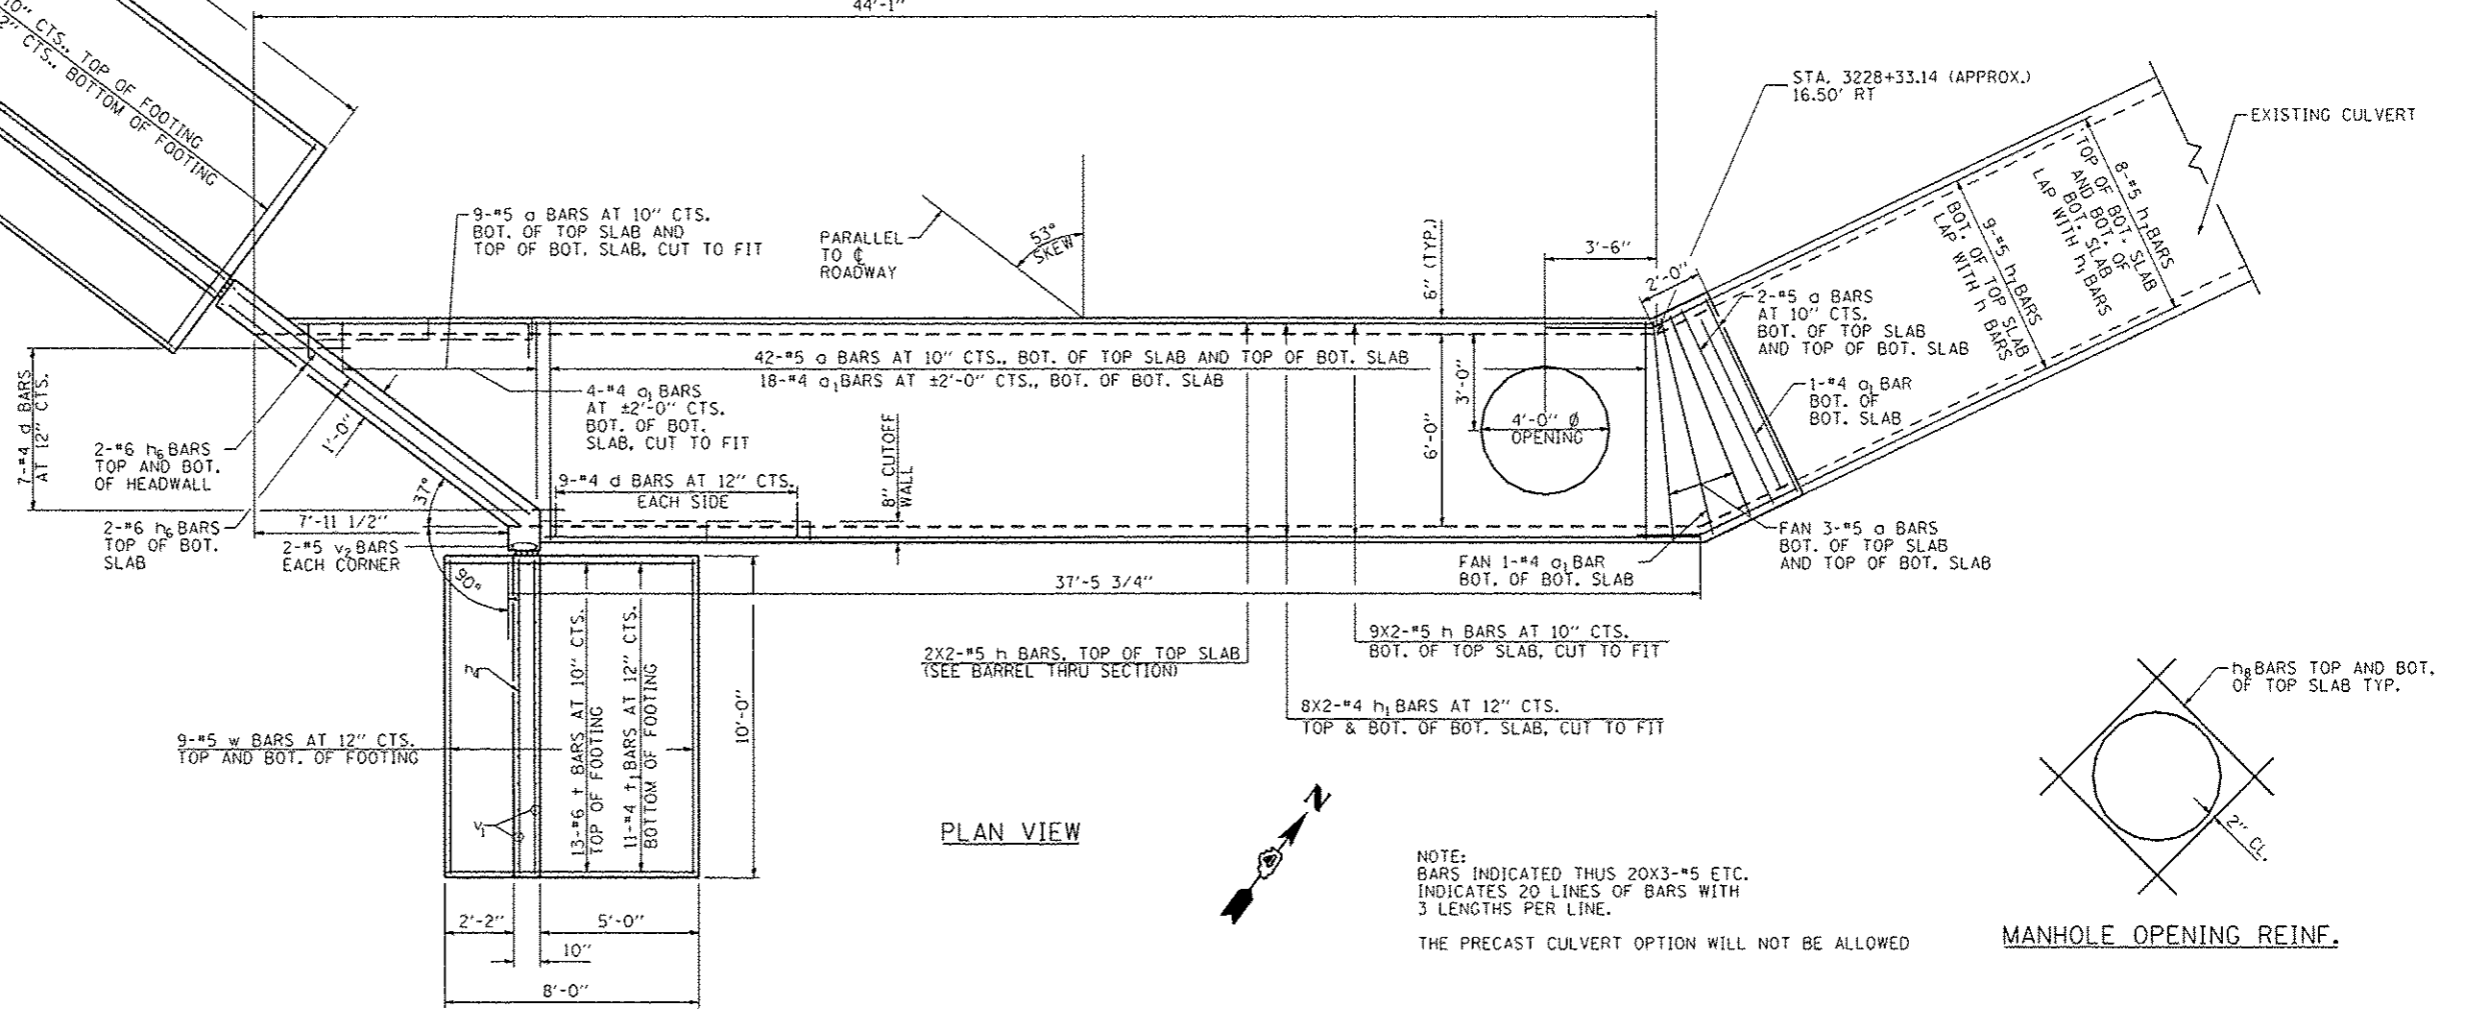 44'-1"
10" CTS., TOP OF FOOTING
2" CTS., BOTTOM OF FOOTING
STA. 3228+33.14 (APPROX.)
16.50' RT
EXISTING CULVERT
9-#5 a BARS AT 10" CTS.
BOT. OF TOP SLAB AND
TOP OF BOT. SLAB, CUT TO FIT
PARALLEL
TO ℄
ROADWAY
53°
SKEW
6" (TYP.)
3'-6"
2'-0"
8-#5 h₇ BARS
TOP OF BOT. SLAB
AND BOT. OF
BOT. SLAB
LAP WITH h₁ BARS
9-#5 h₇ BARS
BOT. OF TOP SLAB
LAP WITH h BARS
2-#5 a BARS
AT 10" CTS.
BOT. OF TOP SLAB
AND TOP OF BOT. SLAB
42-#5 a BARS AT 10" CTS., BOT. OF TOP SLAB AND TOP OF BOT. SLAB
18-#4 a₁ BARS AT ±2'-0" CTS., BOT. OF BOT. SLAB
7-#4 d BARS
AT 12" CTS.
4-#4 a₁ BARS
AT ±2'-0" CTS.
BOT. OF BOT.
SLAB, CUT TO FIT
1'-0"
3'-0"
6'-0"
4'-0" Ø
OPENING
1-#4 a₁ BAR
BOT. OF
BOT. SLAB
2-#6 h₆ BARS
TOP AND BOT.
OF HEADWALL
9-#4 d BARS AT 12" CTS.
EACH SIDE
8" CUTOFF
WALL
37°
2-#6 h₆ BARS
TOP OF BOT.
SLAB
7'-11 1/2"
2-#5 v₂ BARS
EACH CORNER
90°
FAN 3-#5 a BARS
BOT. OF TOP SLAB
AND TOP OF BOT. SLAB
FAN 1-#4 a₁ BAR
BOT. OF BOT. SLAB
37'-5 3/4"
9X2-#5 h BARS AT 10" CTS.
BOT. OF TOP SLAB, CUT TO FIT
2X2-#5 h BARS, TOP OF TOP SLAB
(SEE BARREL THRU SECTION)
8X2-#4 h₁ BARS AT 12" CTS.
TOP & BOT. OF BOT. SLAB, CUT TO FIT
h₈ BARS TOP AND BOT.
OF TOP SLAB TYP.
13-#6 t BARS AT 10" CTS.
TOP OF FOOTING
11-#4 t₁ BARS AT 12" CTS.
BOTTOM OF FOOTING
10'-0"
9-#5 w BARS AT 12" CTS.
TOP AND BOT. OF FOOTING
v₁
2" CL.
PLAN VIEW
N
NOTE:
BARS INDICATED THUS 20X3-#5 ETC.
INDICATES 20 LINES OF BARS WITH
3 LENGTHS PER LINE.
THE PRECAST CULVERT OPTION WILL NOT BE ALLOWED
MANHOLE OPENING REINF.
2'-2"
5'-0"
10"
8'-0"